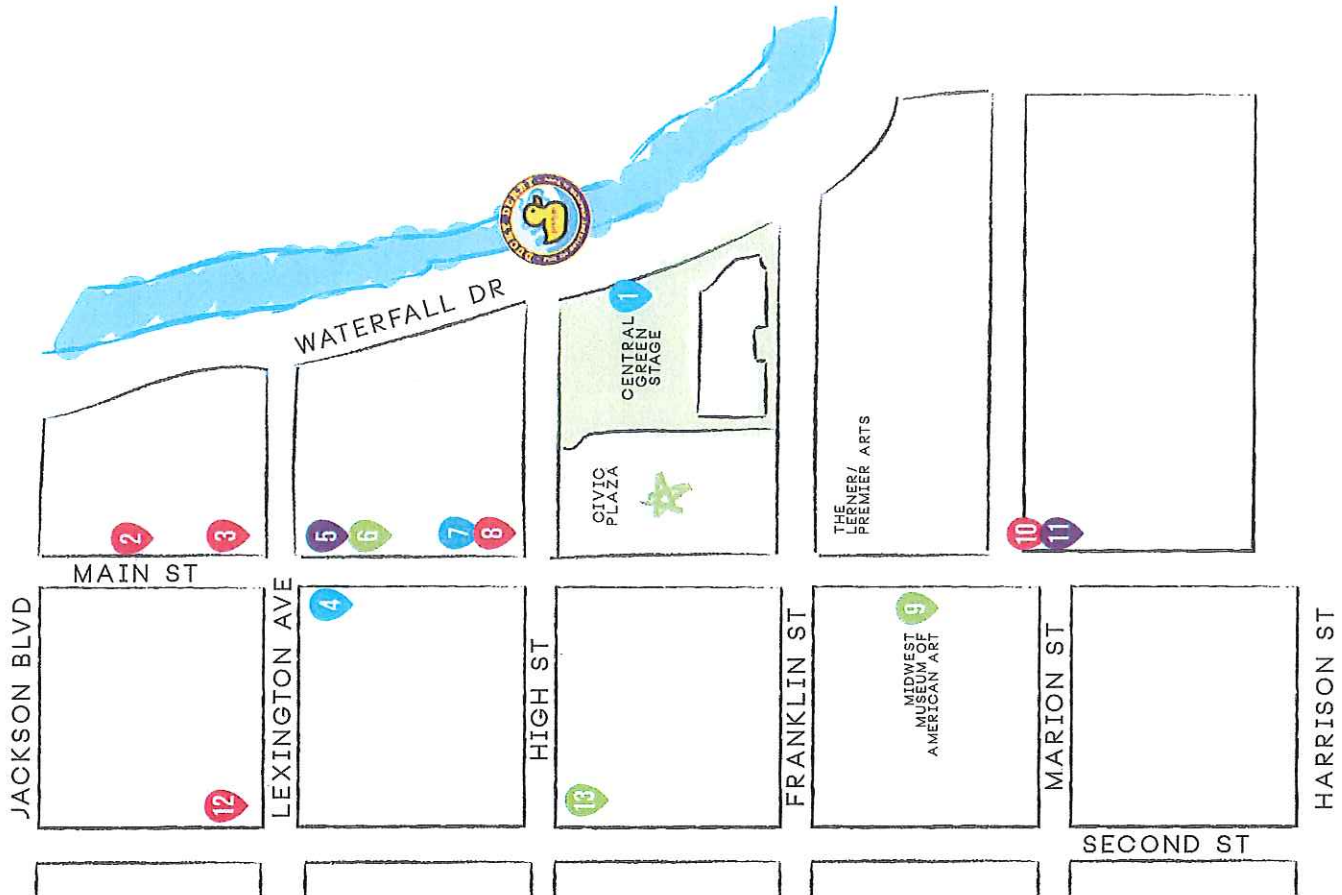 WATERFALL DR
1
CENTRAL
GREEN
STAGE
CIVIC
PLAZA
THE
LERNER/
PREMIER ARTS
2
3
5
6
7
8
10
11
MAIN ST
JACKSON BLVD
LEXINGTON AVE
4
HIGH ST
FRANKLIN ST
9
MIDWEST
MUSEUM OF
AMERICAN ART
MARION ST
HARRISON ST
12
13
SECOND ST
DUCK DERBY